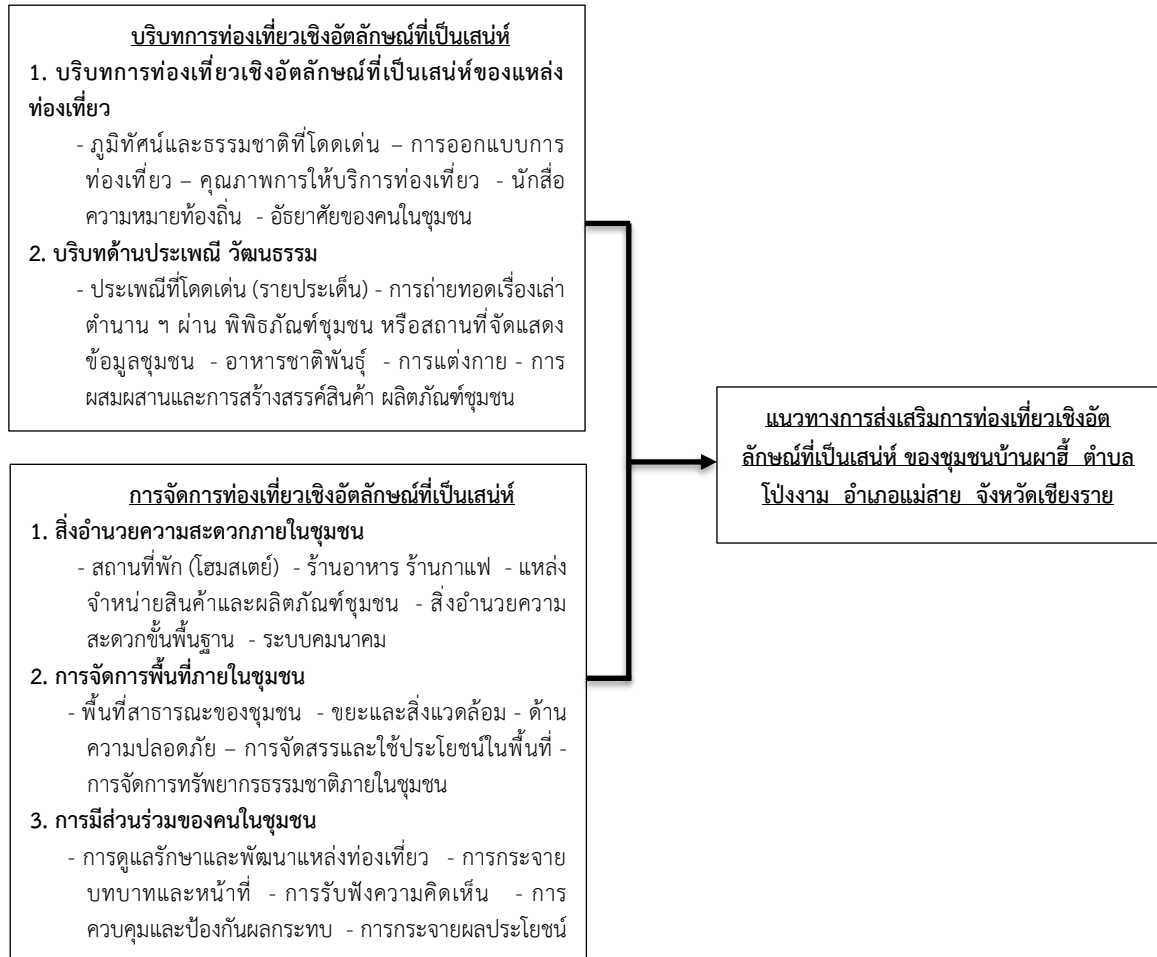 บริบทการท่องเที่ยวเชิงอัตลักษณ์ที่เป็นเสน่ห์
1. บริบทการท่องเที่ยวเชิงอัตลักษณ์ที่เป็นเสน่ห์ของแหล่ง
ท่องเที่ยว
- ภูมิทัศน์และธรรมชาติที่โดดเด่น – การออกแบบการ
ท่องเที่ยว – คุณภาพการให้บริการท่องเที่ยว - นักสื่อ
ความหมายท้องถิ่น - อัธยาศัยของคนในชุมชน
2. บริบทด้านประเพณี วัฒนธรรม
- ประเพณีที่โดดเด่น (รายประเด็น) - การถ่ายทอดเรื่องเล่า
ตำนาน ฯ ผ่าน พิพิธภัณฑ์ชุมชน หรือสถานที่จัดแสดง
ข้อมูลชุมชน - อาหารชาติพันธุ์ - การแต่งกาย - การ
ผสมผสานและการสร้างสรรค์สินค้า ผลิตภัณฑ์ชุมชน
การจัดการท่องเที่ยวเชิงอัตลักษณ์ที่เป็นเสน่ห์
1. สิ่งอำนวยความสะดวกภายในชุมชน
- สถานที่พัก (โฮมสเตย์) - ร้านอาหาร ร้านกาแฟ - แหล่ง
จำหน่ายสินค้าและผลิตภัณฑ์ชุมชน - สิ่งอำนวยความ
สะดวกขั้นพื้นฐาน - ระบบคมนาคม
2. การจัดการพื้นที่ภายในชุมชน
- พื้นที่สาธารณะของชุมชน - ขยะและสิ่งแวดล้อม - ด้าน
ความปลอดภัย – การจัดสรรและใช้ประโยชน์ในพื้นที่ -
การจัดการทรัพยากรธรรมชาติภายในชุมชน
3. การมีส่วนร่วมของคนในชุมชน
- การดูแลรักษาและพัฒนาแหล่งท่องเที่ยว - การกระจาย
บทบาทและหน้าที่ - การรับฟังความคิดเห็น - การ
ควบคุมและป้องกันผลกระทบ - การกระจายผลประโยชน์
แนวทางการส่งเสริมการท่องเที่ยวเชิงอัต
ลักษณ์ที่เป็นเสน่ห์ ของชุมชนบ้านผาฮี้ ตำบล
โป่งงาม อำเภอแม่สาย จังหวัดเชียงราย